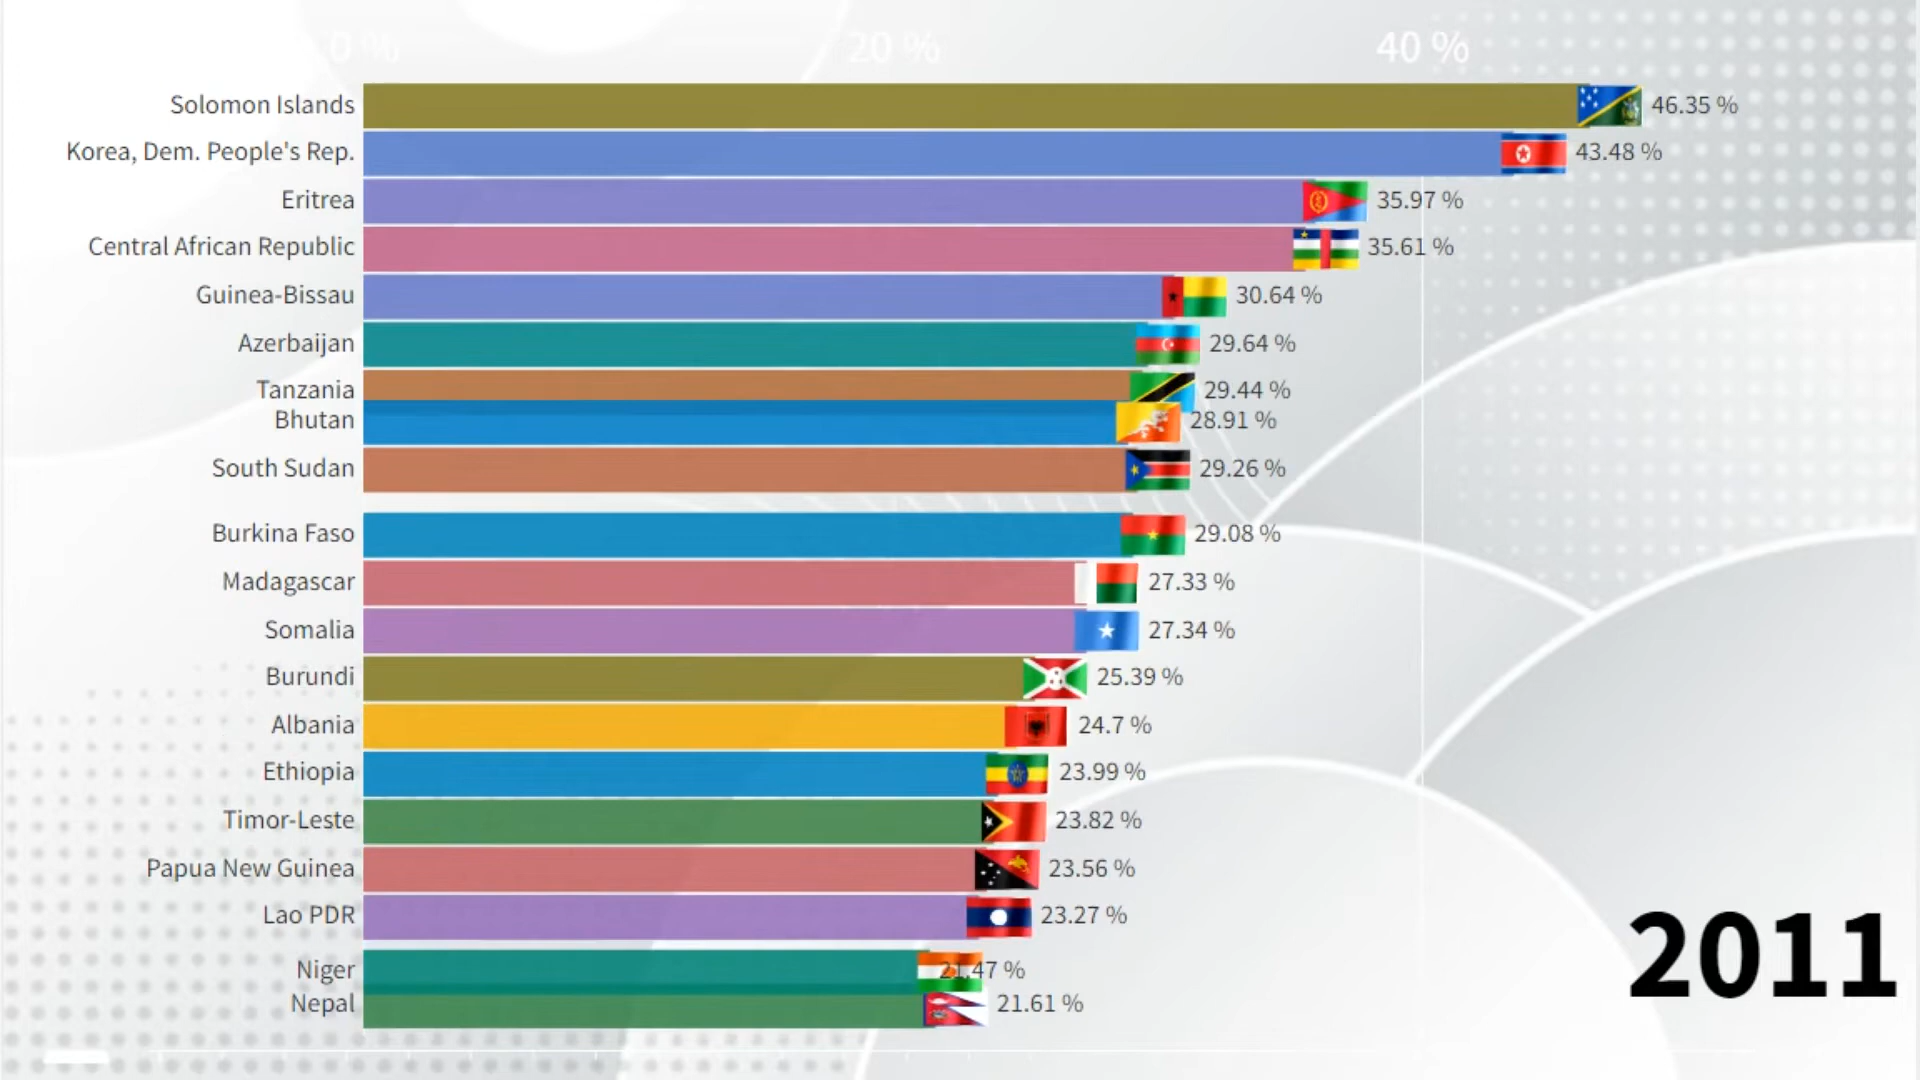 0 % 20 % 40 %
Solomon Islands 46.35 %
Korea, Dem. People's Rep. 43.48 %
Eritrea 35.97 %
Central African Republic 35.61 %
Guinea-Bissau 30.64 %
Azerbaijan 29.64 %
Tanzania 29.44 %
Bhutan 28.91 %
South Sudan 29.26 %
Burkina Faso 29.08 %
Madagascar 27.33 %
Somalia 27.34 %
Burundi 25.39 %
Albania 24.7 %
Ethiopia 23.99 %
Timor-Leste 23.82 %
Papua New Guinea 23.56 %
Lao PDR 23.27 %
Niger 21.47 %
Nepal 21.61 %
2011